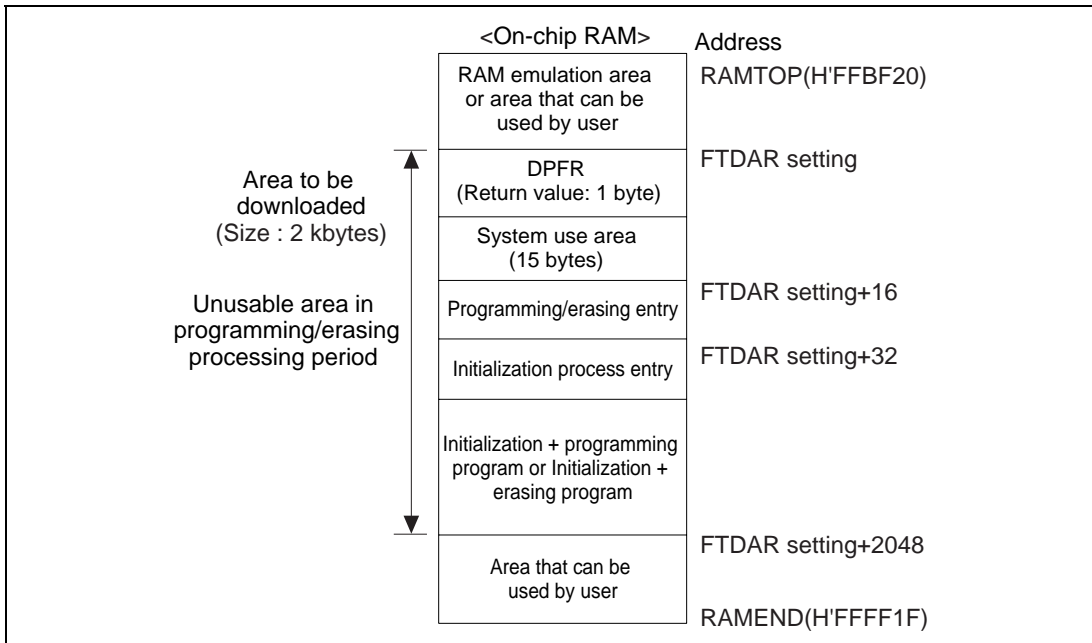 <On-chip RAM>
Address
RAM emulation area
or area that can be
used by user
RAMTOP(H'FFBF20)
Area to be
downloaded
(Size : 2 kbytes)
Unusable area in
programming/erasing
processing period
DPFR
(Return value: 1 byte)
FTDAR setting
System use area
(15 bytes)
Programming/erasing entry
FTDAR setting+16
Initialization process entry
FTDAR setting+32
Initialization + programming
program or Initialization +
erasing program
Area that can be
used by user
FTDAR setting+2048
RAMEND(H'FFFF1F)